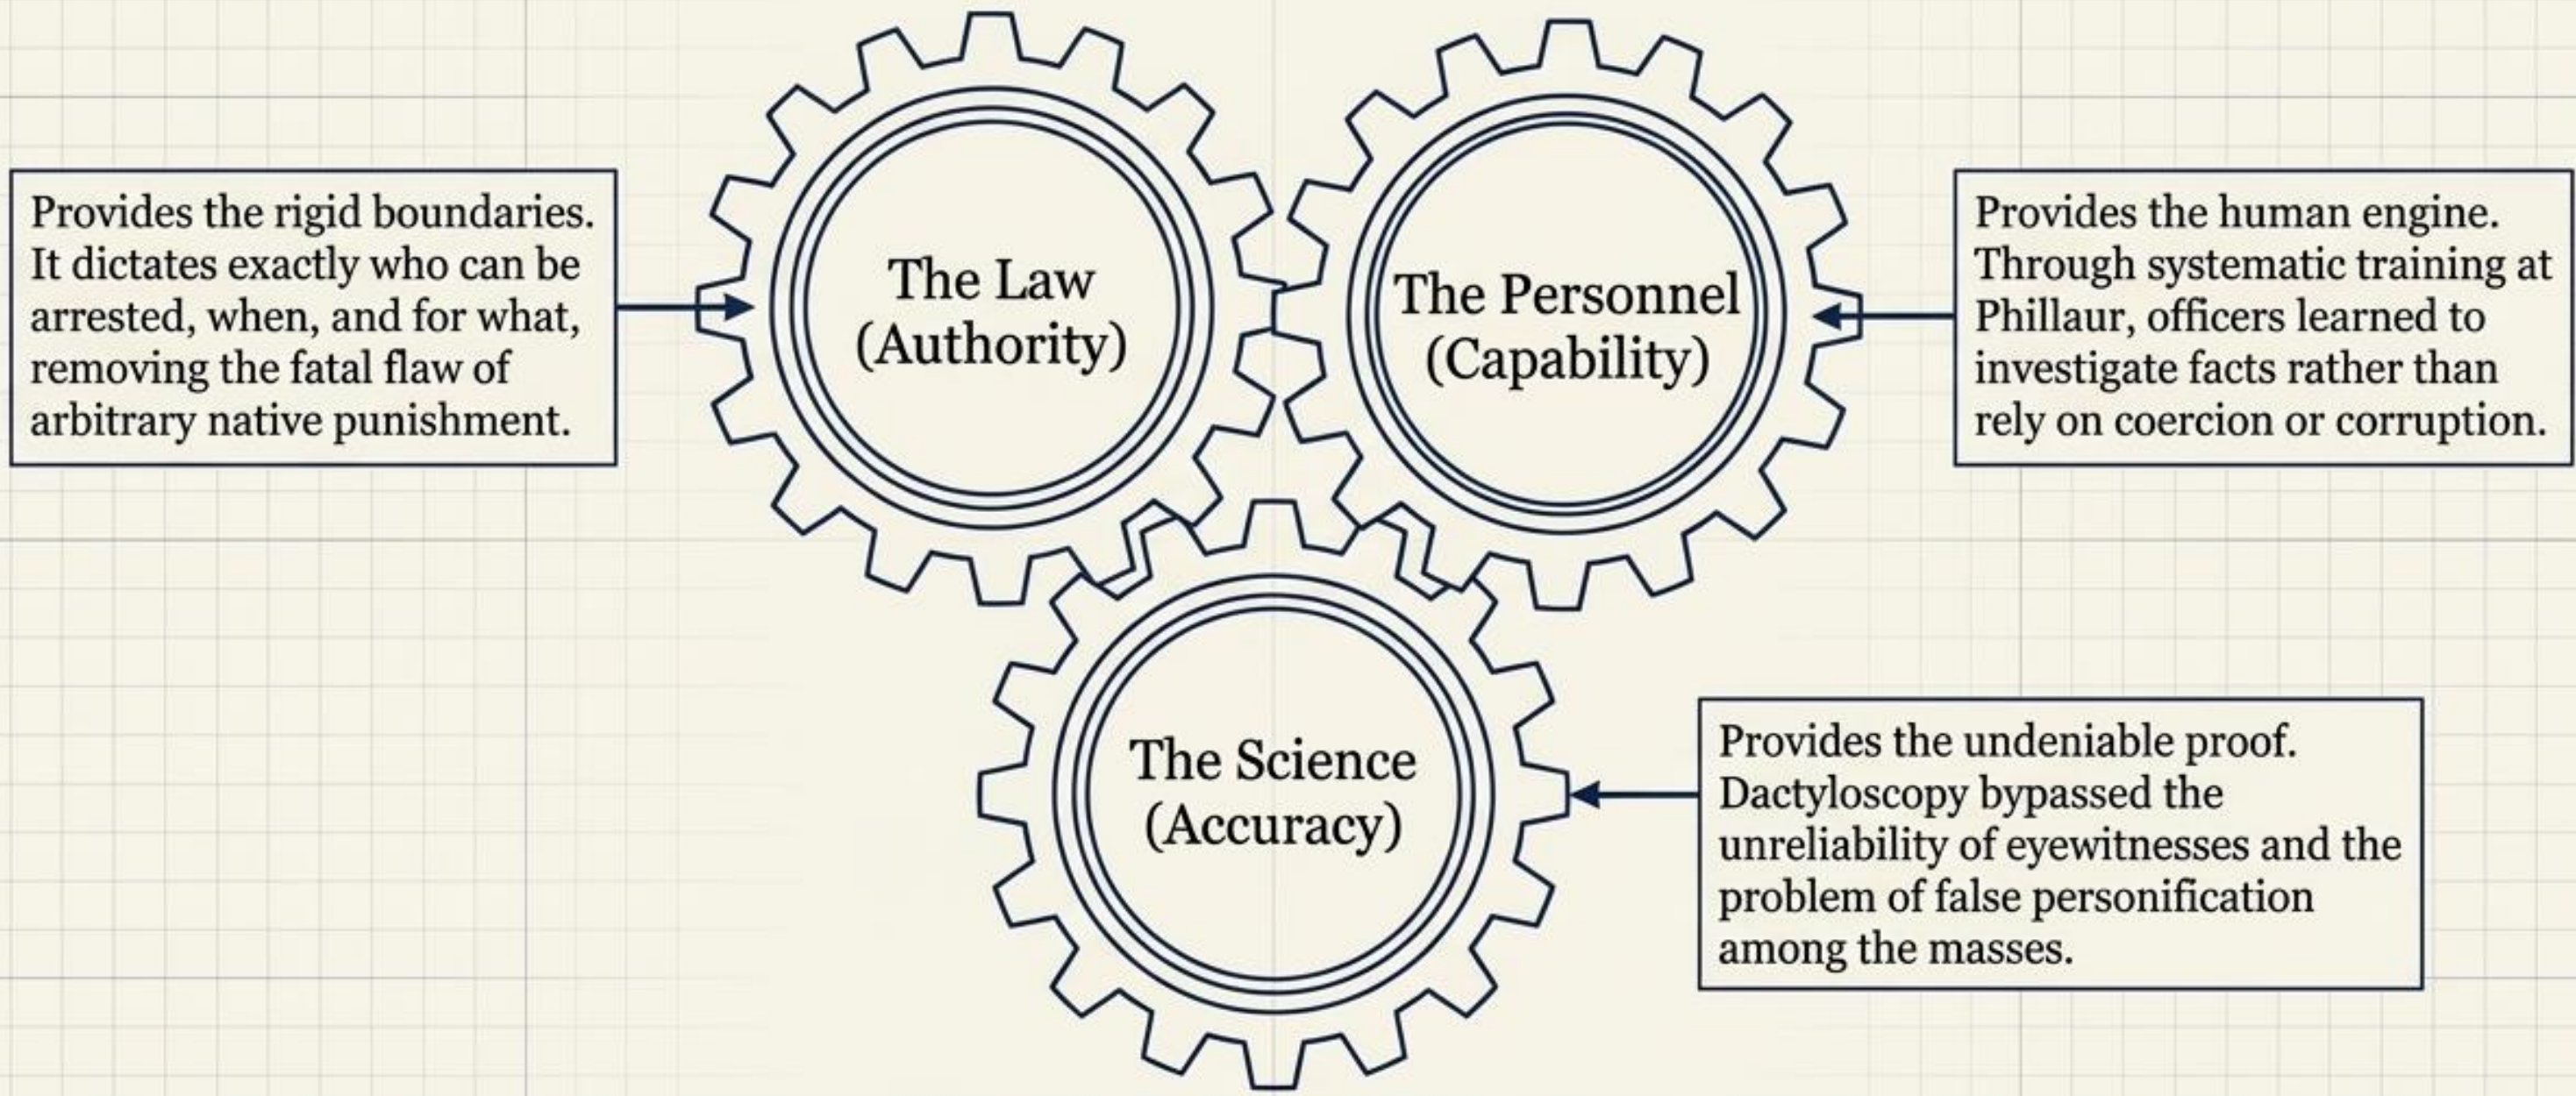 Provides the rigid boundaries.
It dictates exactly who can be
arrested, when, and for what,
removing the fatal flaw of
arbitrary native punishment.
The Law
(Authority)
The Personnel
(Capability)
Provides the human engine.
Through systematic training at
Phillaur, officers learned to
investigate facts rather than
rely on coercion or corruption.
The Science
(Accuracy)
Provides the undeniable proof.
Dactyloscopy bypassed the
unreliability of eyewitnesses and the
problem of false personification
among the masses.